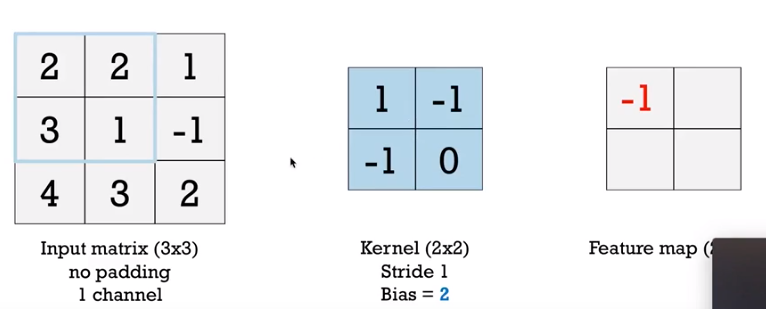 2 2 1
3 1 -1
4 3 2
Input matrix (3x3)
no padding
1 channel
1 -1
-1 0
Kernel (2x2)
Stride 1
Bias = 2
-1
Feature map (